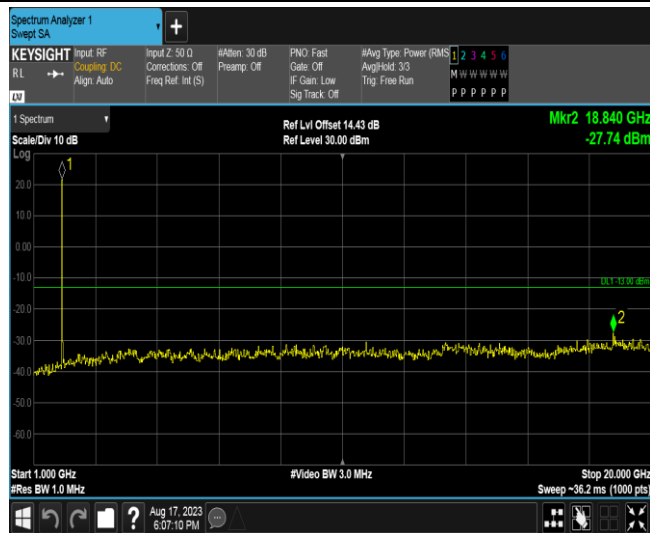 Spectrum Analyzer 1
Swept SA
+
KEYSIGHT
RL
LXI
Input: RF
Coupling: DC
Align: Auto
Input Z: 50 Ω
Corrections: Off
Freq Ref: Int (S)
#Atten: 30 dB
Preamp: Off
PNO: Fast
Gate: Off
IF Gain: Low
Sig Track: Off
#Avg Type: Power (RMS
Avg|Hold: 3/3
Trig: Free Run
1 2 3 4 5 6
M W W W W W
P P P P P P
1 Spectrum
Scale/Div 10 dB
Log
Ref Lvl Offset 14.43 dB
Ref Level 30.00 dBm
Mkr2 18.840 GHz
-27.74 dBm
1
20.0
10.0
0.00
-10.0
DL1 -13.00 dBm
-20.0
2
-30.0
-40.0
-50.0
-60.0
Start 1.000 GHz
#Res BW 1.0 MHz
#Video BW 3.0 MHz
Stop 20.000 GHz
Sweep ~36.2 ms (1000 pts)
?
Aug 17, 2023
6:07:10 PM